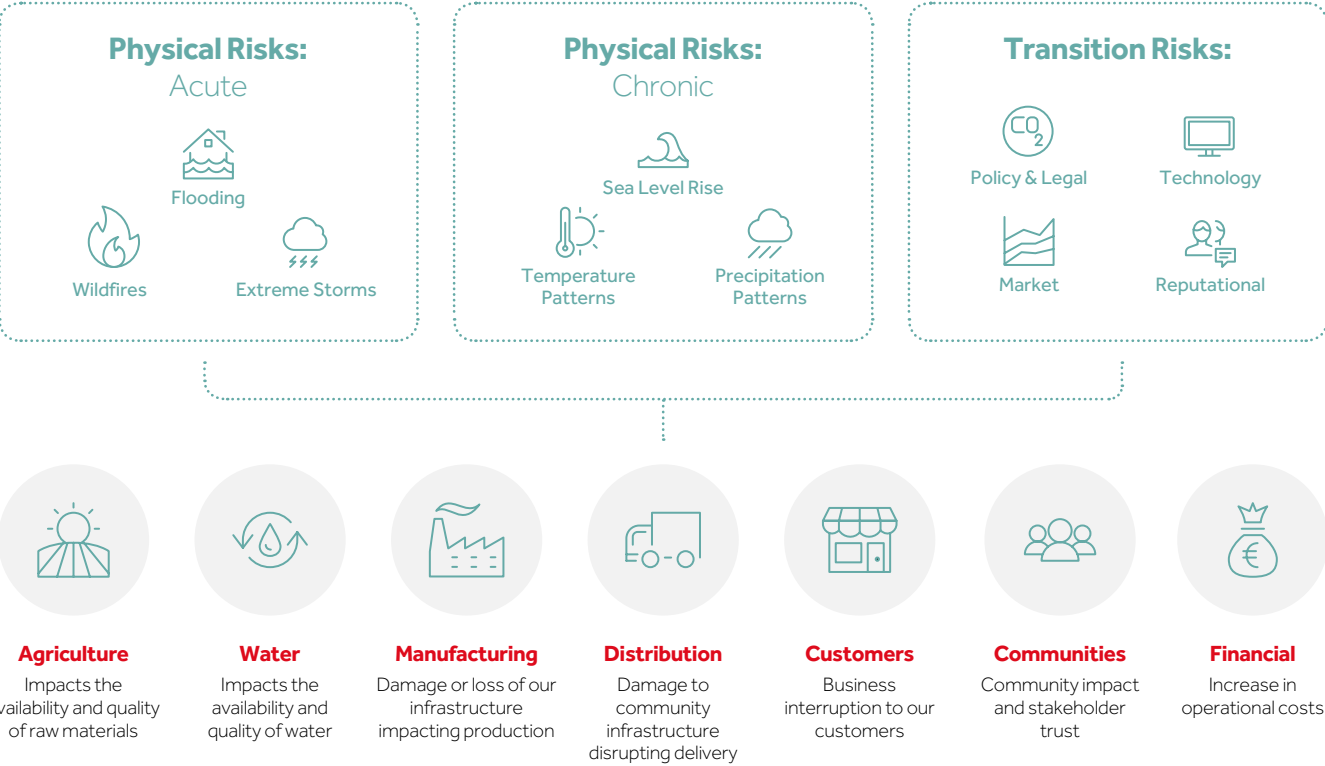 Physical Risks:
Acute
Flooding
Wildfires
Extreme Storms
Physical Risks:
Chronic
Sea Level Rise
Temperature
Patterns
Precipitation
Patterns
Transition Risks:
CO2
Policy & Legal
Technology
Market
Reputational
€
Agriculture
Impacts the
vailability and quality
of raw materials
Water
Impacts the
availability and
quality of water
Manufacturing
Damage or loss of our
infrastructure
impacting production
Distribution
Damage to
community
infrastructure
disrupting delivery
Customers
Business
interruption to our
customers
Communities
Community impact
and stakeholder
trust
Financial
Increase in
operational costs